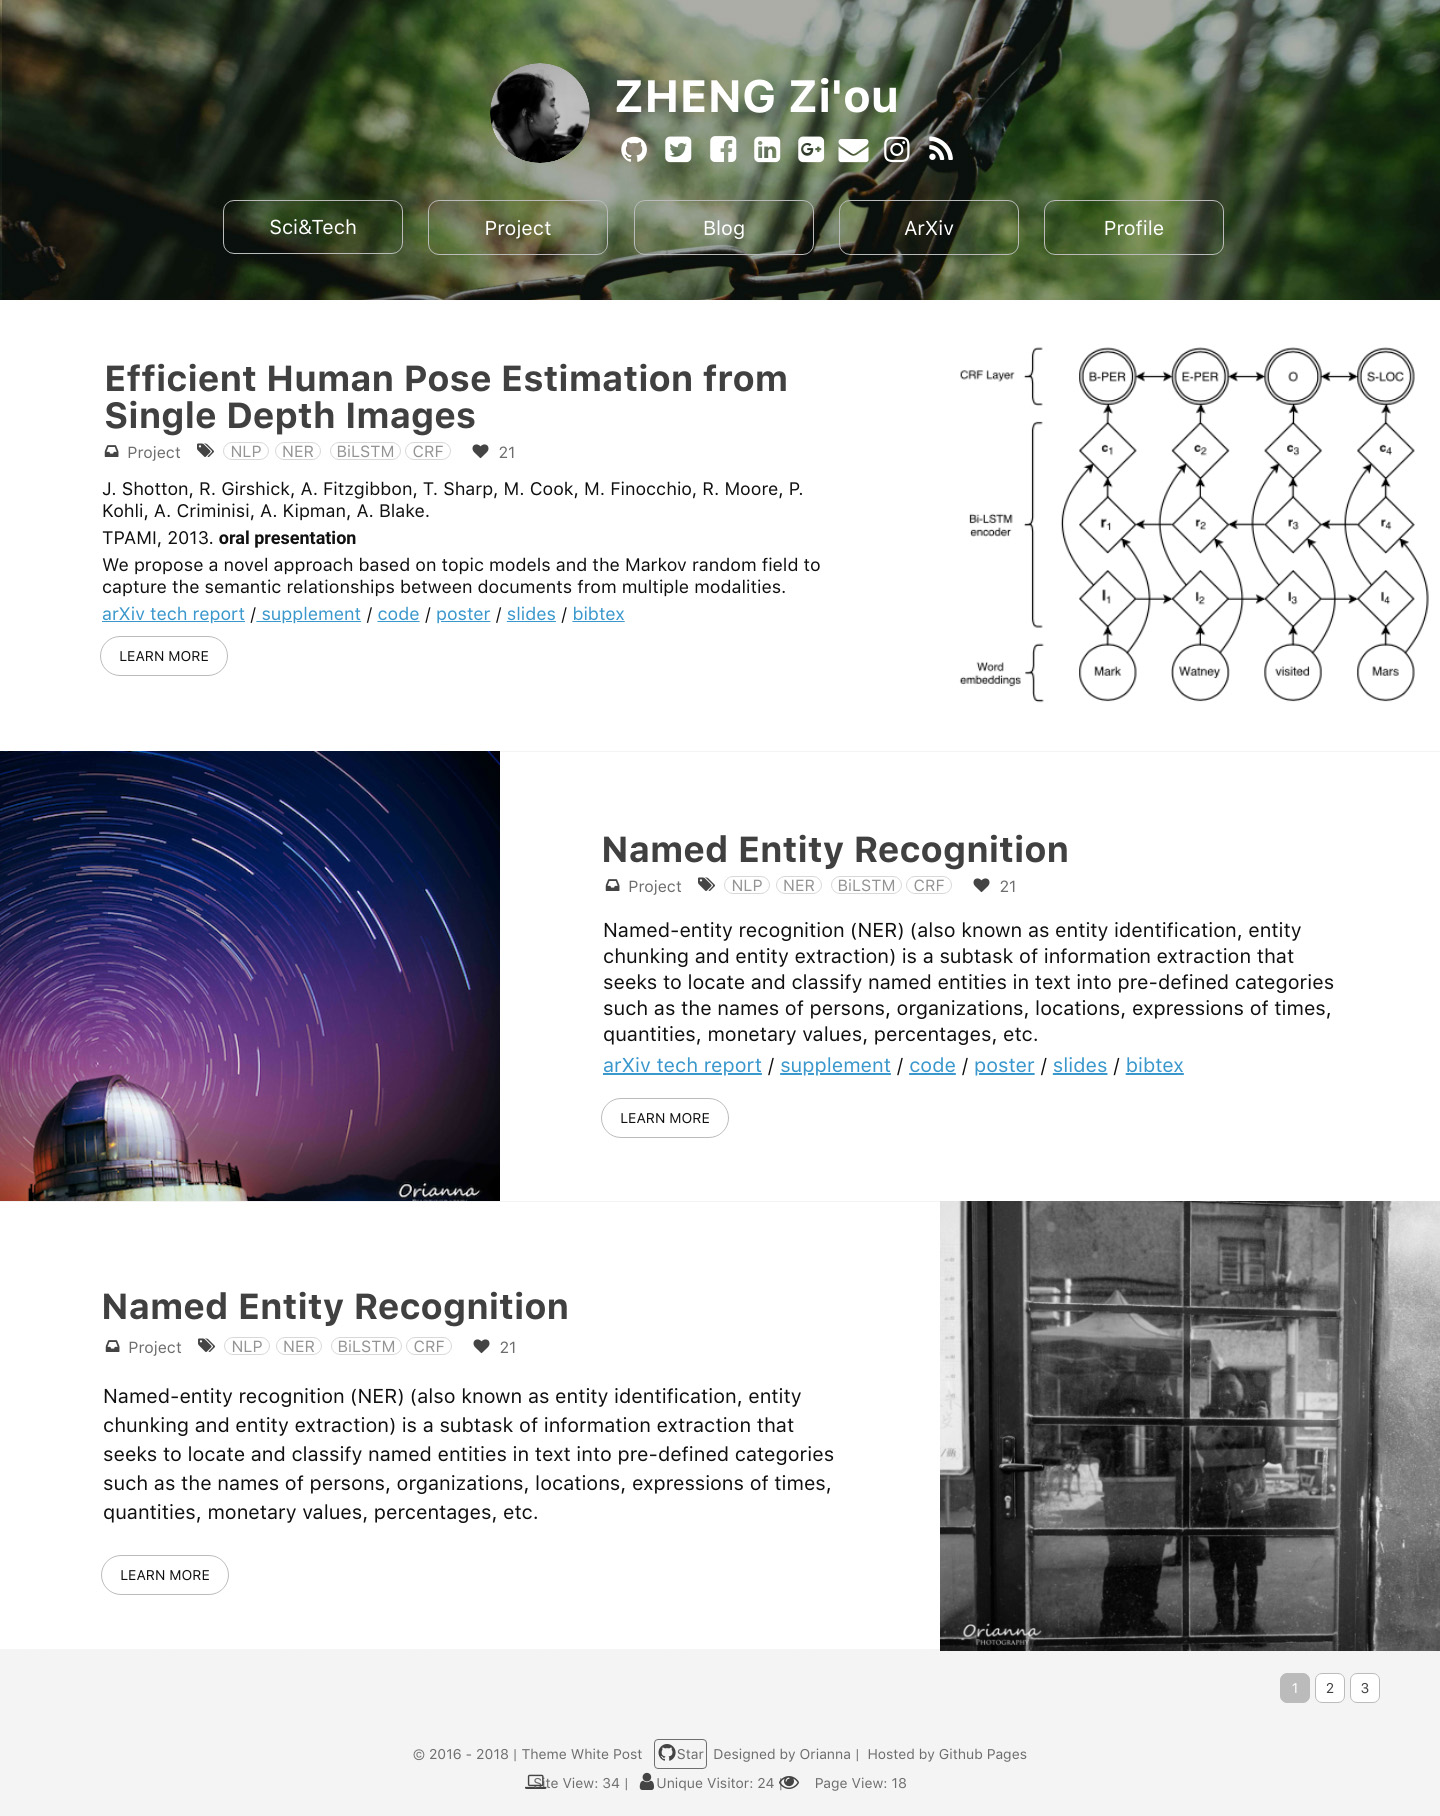 ZHENG Zi'ou
Sci&Tech
Project
Blog
ArXiv
Profile
Efficient Human Pose Estimation from
Single Depth Images
Project NLP NER BiLSTM CRF 21
J. Shotton, R. Girshick, A. Fitzgibbon, T. Sharp, M. Cook, M. Finocchio, R. Moore, P.
Kohli, A. Criminisi, A. Kipman, A. Blake.
TPAMI, 2013. oral presentation
We propose a novel approach based on topic models and the Markov random field to
capture the semantic relationships between documents from multiple modalities.
arXiv tech report / supplement / code / poster / slides / bibtex
LEARN MORE
CRF Layer
B-PER E-PER O S-LOC
c1 c2 c3 c4
Bi-LSTM
encoder
r1 r2 r3 r4
l1 l2 l3 l4
Word
embeddings
Mark Watney visited Mars
Orianna
Named Entity Recognition
Project NLP NER BiLSTM CRF 21
Named-entity recognition (NER) (also known as entity identification, entity
chunking and entity extraction) is a subtask of information extraction that
seeks to locate and classify named entities in text into pre-defined categories
such as the names of persons, organizations, locations, expressions of times,
quantities, monetary values, percentages, etc.
arXiv tech report / supplement / code / poster / slides / bibtex
LEARN MORE
Named Entity Recognition
Project NLP NER BiLSTM CRF 21
Named-entity recognition (NER) (also known as entity identification, entity
chunking and entity extraction) is a subtask of information extraction that
seeks to locate and classify named entities in text into pre-defined categories
such as the names of persons, organizations, locations, expressions of times,
quantities, monetary values, percentages, etc.
LEARN MORE
Orianna
PHOTOGRAPHY
1 2 3
© 2016 - 2018 | Theme White Post Star Designed by Orianna | Hosted by Github Pages
Site View: 34 | Unique Visitor: 24 | Page View: 18